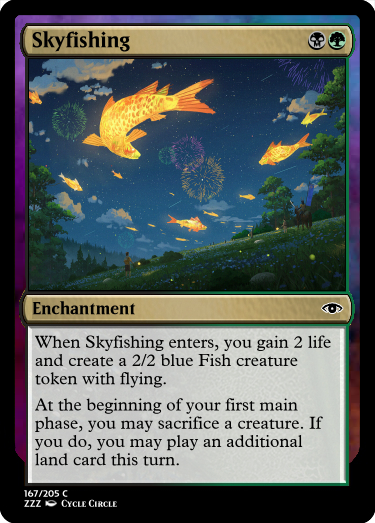 Skyfishing
Enchantment
When Skyfishing enters, you gain 2 life
and create a 2/2 blue Fish creature
token with flying.
At the beginning of your first main
phase, you may sacrifice a creature. If
you do, you may play an additional
land card this turn.
167/205 C
ZZZ Cycle Circle